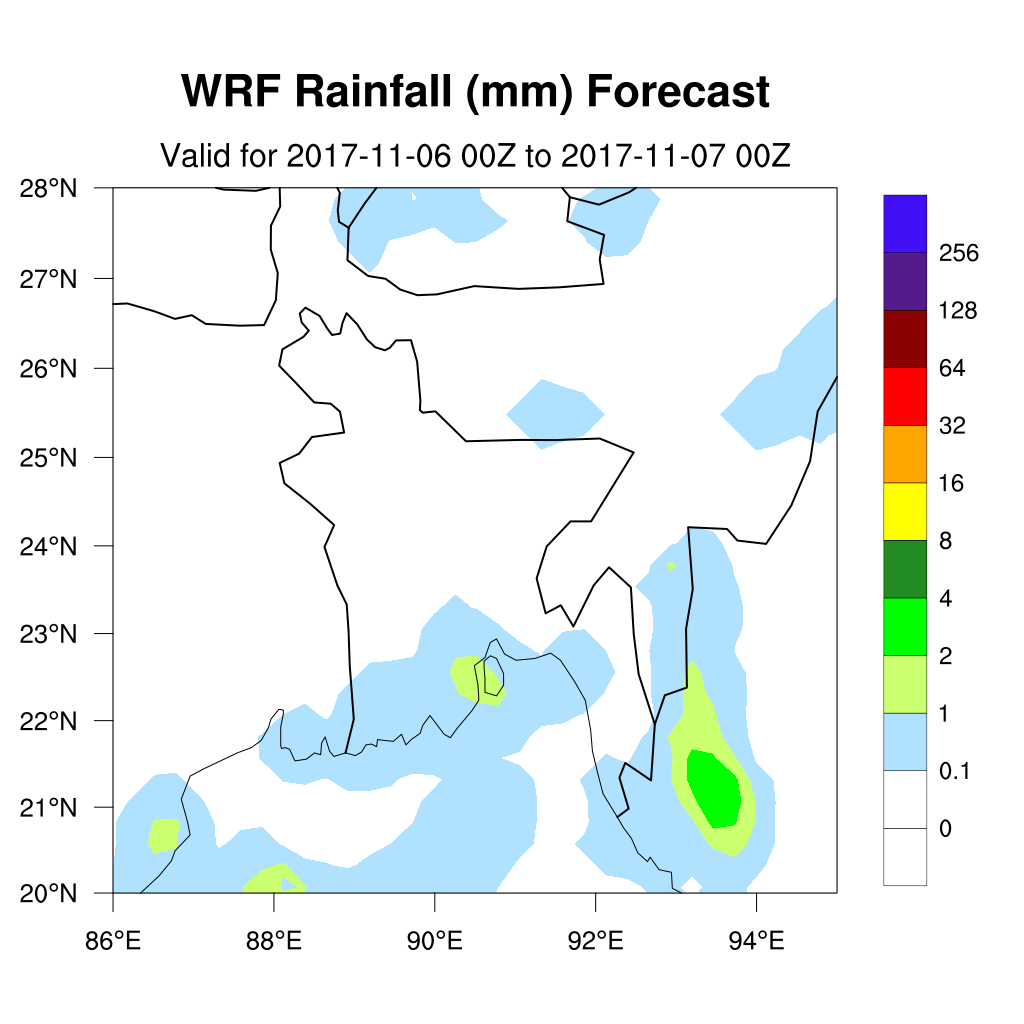 WRF Rainfall (mm) Forecast
Valid for 2017-11-06 00Z to 2017-11-07 00Z
28°N
27°N
26°N
25°N
24°N
23°N
22°N
21°N
20°N
86°E 88°E 90°E 92°E 94°E
256
128
64
32
16
8
4
2
1
0.1
0